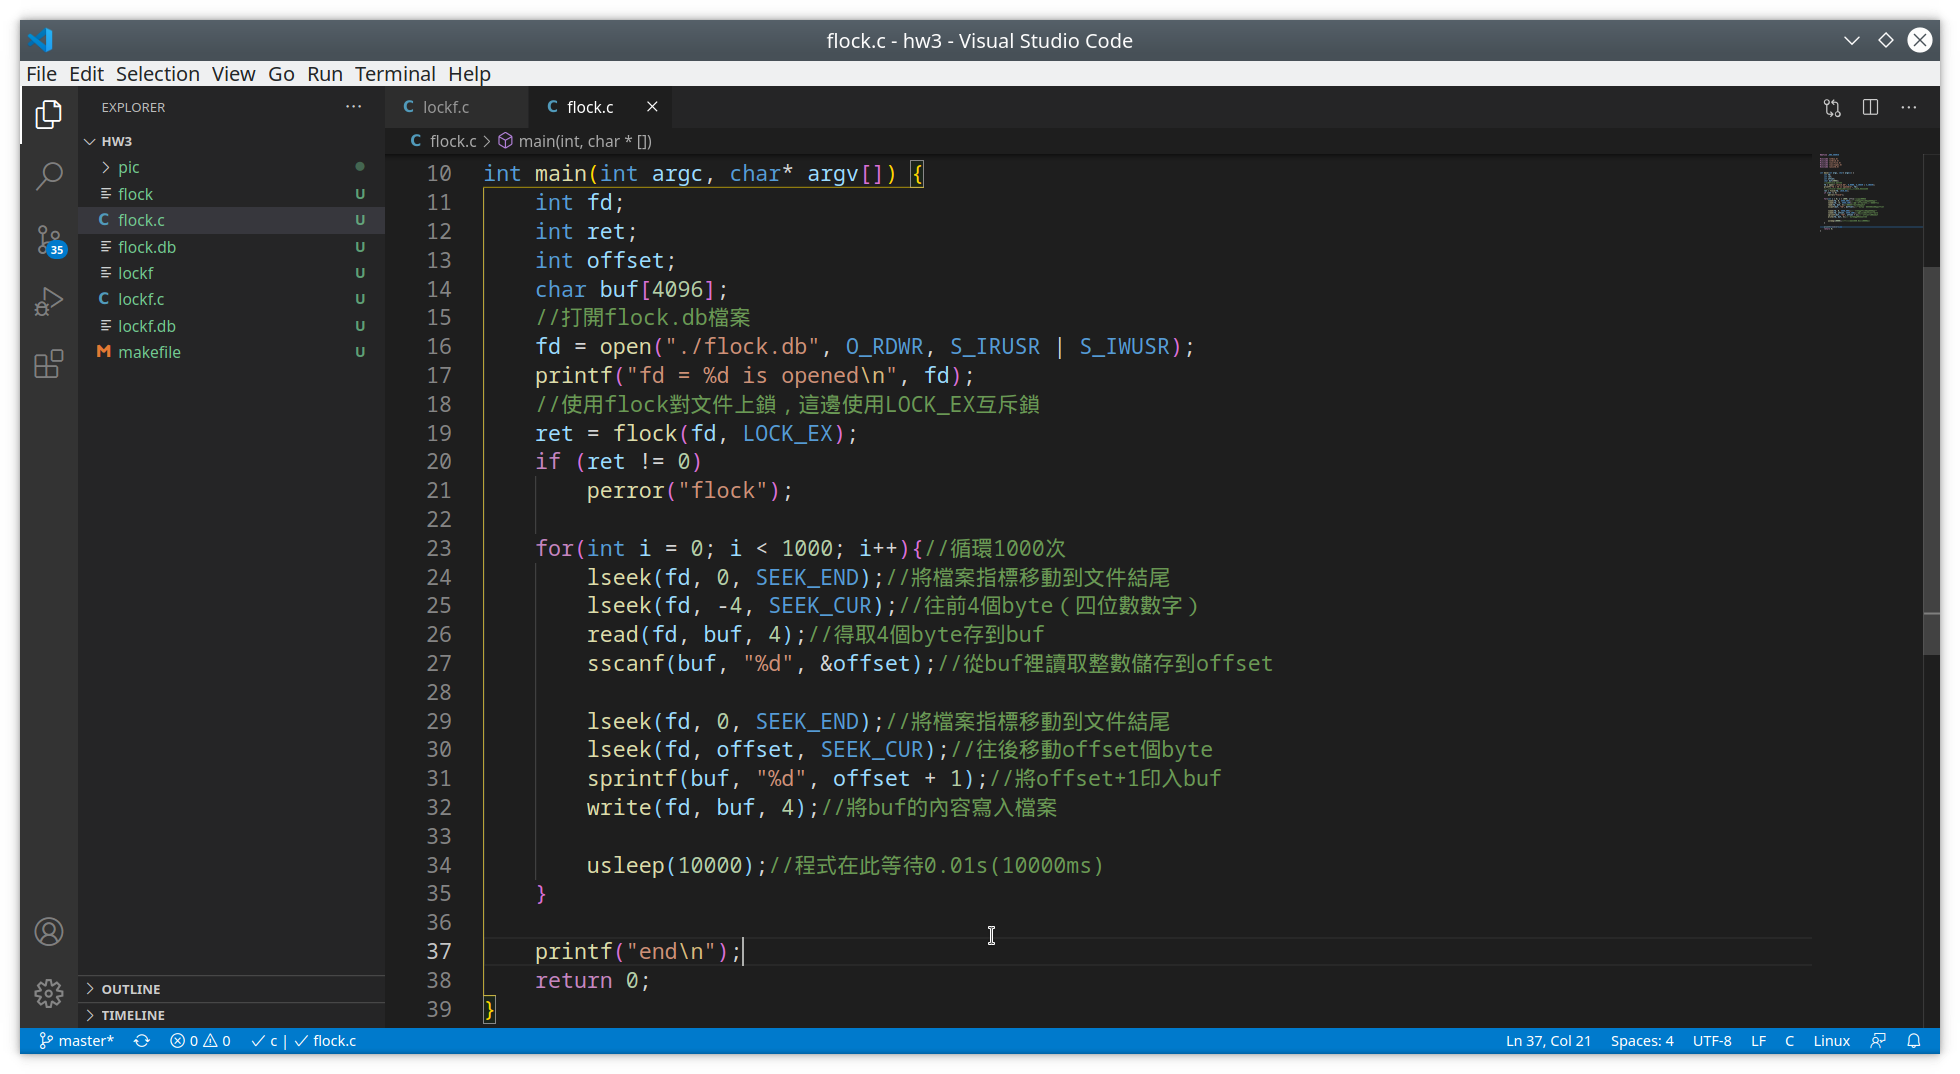 flock.c - hw3 - Visual Studio Code
File Edit Selection View Go Run Terminal Help
EXPLORER
HW3
pic
flock U
flock.c U
flock.db U
lockf U
lockf.c U
lockf.db U
makefile U
35
OUTLINE
TIMELINE
C lockf.c
C flock.c
C flock.c > main(int, char * [])
10 int main(int argc, char* argv[]) {
11 int fd;
12 int ret;
13 int offset;
14 char buf[4096];
15 //打開flock.db檔案
16 fd = open("./flock.db", O_RDWR, S_IRUSR | S_IWUSR);
17 printf("fd = %d is opened\n", fd);
18 //使用flock對文件上鎖，這邊使用LOCK_EX互斥鎖
19 ret = flock(fd, LOCK_EX);
20 if (ret != 0)
21 perror("flock");
22
23 for(int i = 0; i < 1000; i++){//循環1000次
24 lseek(fd, 0, SEEK_END);//將檔案指標移動到文件結尾
25 lseek(fd, -4, SEEK_CUR);//往前4個byte（四位數數字）
26 read(fd, buf, 4);//得取4個byte存到buf
27 sscanf(buf, "%d", &offset);//從buf裡讀取整數儲存到offset
28
29 lseek(fd, 0, SEEK_END);//將檔案指標移動到文件結尾
30 lseek(fd, offset, SEEK_CUR);//往後移動offset個byte
31 sprintf(buf, "%d", offset + 1);//將offset+1印入buf
32 write(fd, buf, 4);//將buf的內容寫入檔案
33
34 usleep(10000);//程式在此等待0.01s(10000ms)
35 }
36
37 printf("end\n");
38 return 0;
39 }
master* 0 0 c | flock.c Ln 37, Col 21 Spaces: 4 UTF-8 LF C Linux